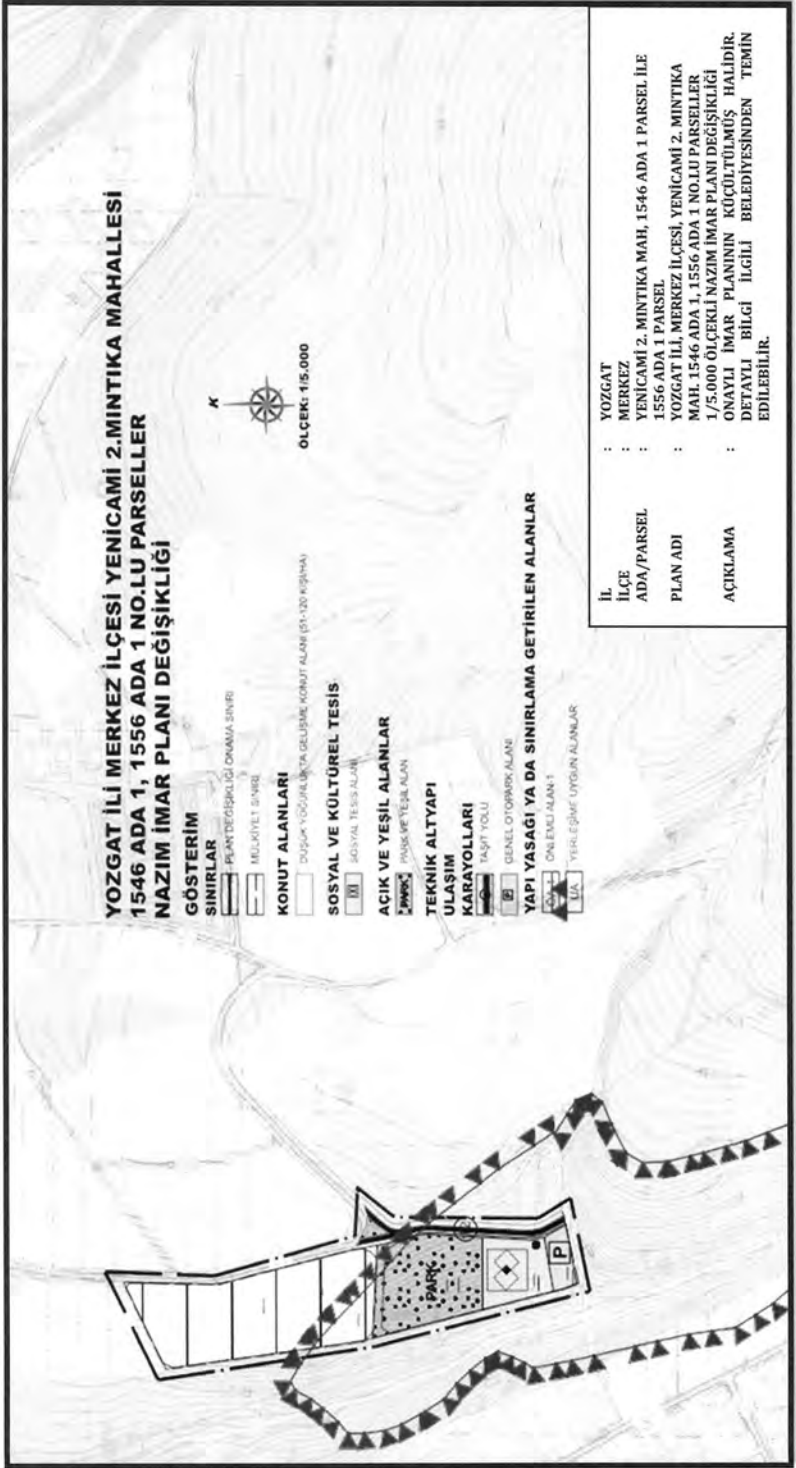 YOZGAT İLİ MERKEZ İLÇESİ YENİCAMİ 2.MINTIKA MAHALLESİ
1546 ADA 1, 1556 ADA 1 NO.LU PARSELLER
NAZIM İMAR PLANI DEĞİŞİKLİĞİ
GÖSTERİM
SINIRLAR
PLAN DEĞİŞİKLİĞİ ONAMA SINIRI
MÜLKİYET SINIRI
KONUT ALANLARI
DÜŞÜK YOĞUNLUKTA GELİŞME KONUT ALANI (51-120 KİŞİ/HA)
SOSYAL VE KÜLTÜREL TESİS
SOSYAL TESİS ALANI
AÇIK VE YEŞİL ALANLAR
PARK
PARK VE YEŞİL ALAN
TEKNİK ALTYAPI
ULAŞIM
KARAYOLLARI
TAŞIT YOLU
P
GENEL OTOPARK ALANI
YAPI YASAĞI YA DA SINIRLAMA GETİRİLEN ALANLAR
ÖNLEMLİ ALAN-1
UA
YERLEŞİME UYGUN ALANLAR
K
ÖLÇEK: 1/5.000
PARK
P
İL : YOZGAT
İLÇE : MERKEZ
ADA/PARSEL : YENİCAMİ 2. MINTIKA MAH, 1546 ADA 1 PARSEL İLE
1556 ADA 1 PARSEL
PLAN ADI : YOZGAT İLİ, MERKEZ İLÇESİ, YENİCAMİ 2. MINTIKA
MAH. 1546 ADA 1, 1556 ADA 1 NO.LU PARSELLER
1/5.000 ÖLÇEKLİ NAZIM İMAR PLANI DEĞİŞİKLİĞİ
AÇIKLAMA : ONAYLI İMAR PLANININ KÜÇÜLTÜLMÜŞ HALİDİR.
DETAYLI BİLGİ İLGİLİ BELEDİYESİNDEN TEMİN
EDİLEBİLİR.